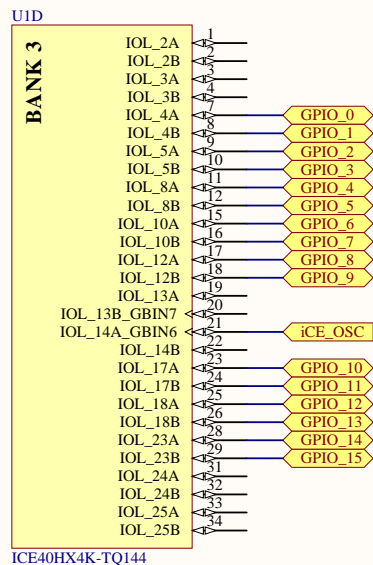 U1D
BANK 3
IOL_2A 1
IOL_2B 2
IOL_3A 3
IOL_3B 4
IOL_4A 7 GPIO_0
IOL_4B 8 GPIO_1
IOL_5A 9 GPIO_2
IOL_5B 10 GPIO_3
IOL_8A 11 GPIO_4
IOL_8B 12 GPIO_5
IOL_10A 15 GPIO_6
IOL_10B 16 GPIO_7
IOL_12A 17 GPIO_8
IOL_12B 18 GPIO_9
IOL_13A 19
IOL_13B_GBIN7 20
IOL_14A_GBIN6 21 iCE_OSC
IOL_14B 22
IOL_17A 23 GPIO_10
IOL_17B 24 GPIO_11
IOL_18A 25 GPIO_12
IOL_18B 26 GPIO_13
IOL_23A 28 GPIO_14
IOL_23B 29 GPIO_15
IOL_24A 31
IOL_24B 32
IOL_25A 33
IOL_25B 34
ICE40HX4K-TQ144